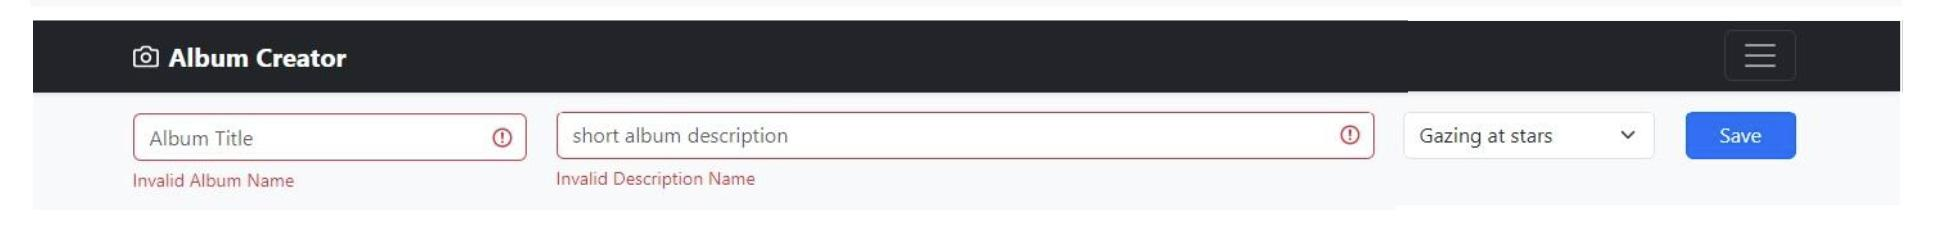 Album Creator
Album Title
short album description
Gazing at stars
Save
Invalid Album Name
Invalid Description Name